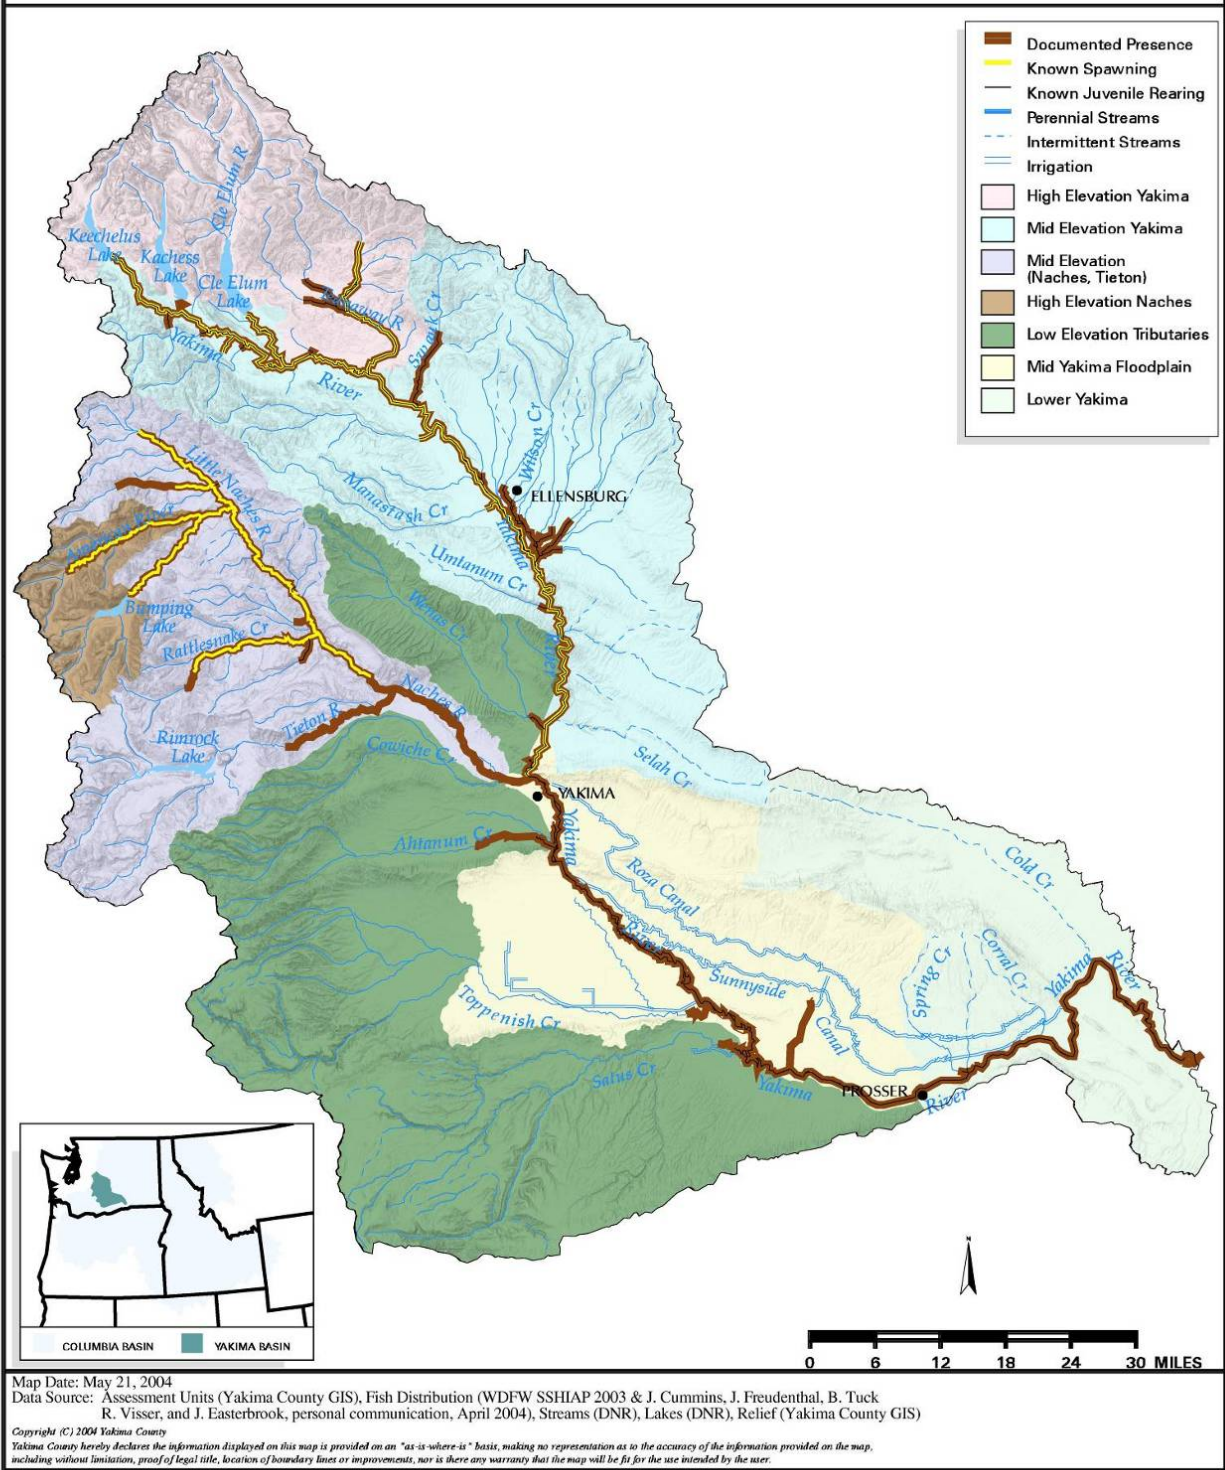 Documented Presence
Known Spawning
Known Juvenile Rearing
Perennial Streams
Intermittent Streams
Irrigation
High Elevation Yakima
Mid Elevation Yakima
Mid Elevation
(Naches, Tieton)
High Elevation Naches
Low Elevation Tributaries
Mid Yakima Floodplain
Lower Yakima
Cle Elum R
Keechelus
Lake
Kachess
Lake
Cle Elum
Lake
Teanaway R
Swauk Cr
Yakima
River
Wilson Cr
Little Naches R
Manastash Cr
ELLENSBURG
Yakima
American River
Umtanum Cr
Wenas Cr
Bumping
Lake
Rattlesnake Cr
River
Naches R
Tieton R
Rimrock
Lake
Cowiche Cr
Selah Cr
YAKIMA
Yakima
Ahtanum Cr
Roza Canal
Cold Cr
River
Sunnyside
Canal
Spring Cr
Corral Cr
Yakima
River
Toppenish Cr
Satus Cr
Yakima
PROSSER
River
COLUMBIA BASIN
YAKIMA BASIN
N
0 6 12 18 24 30 MILES
Map Date: May 21, 2004
Data Source: Assessment Units (Yakima County GIS), Fish Distribution (WDFW SSHIAP 2003 & J. Cummins, J. Freudenthal, B. Tuck
R. Visser, and J. Easterbrook, personal communication, April 2004), Streams (DNR), Lakes (DNR), Relief (Yakima County GIS)
Copyright (C) 2004 Yakima County
Yakima County hereby declares the information displayed on this map is provided on an "as-is-where-is" basis, making no representation as to the accuracy of the information provided on the map,
including without limitation, proof of legal title, location of boundary lines or improvements, nor is there any warranty that the map will be fit for the use intended by the user.